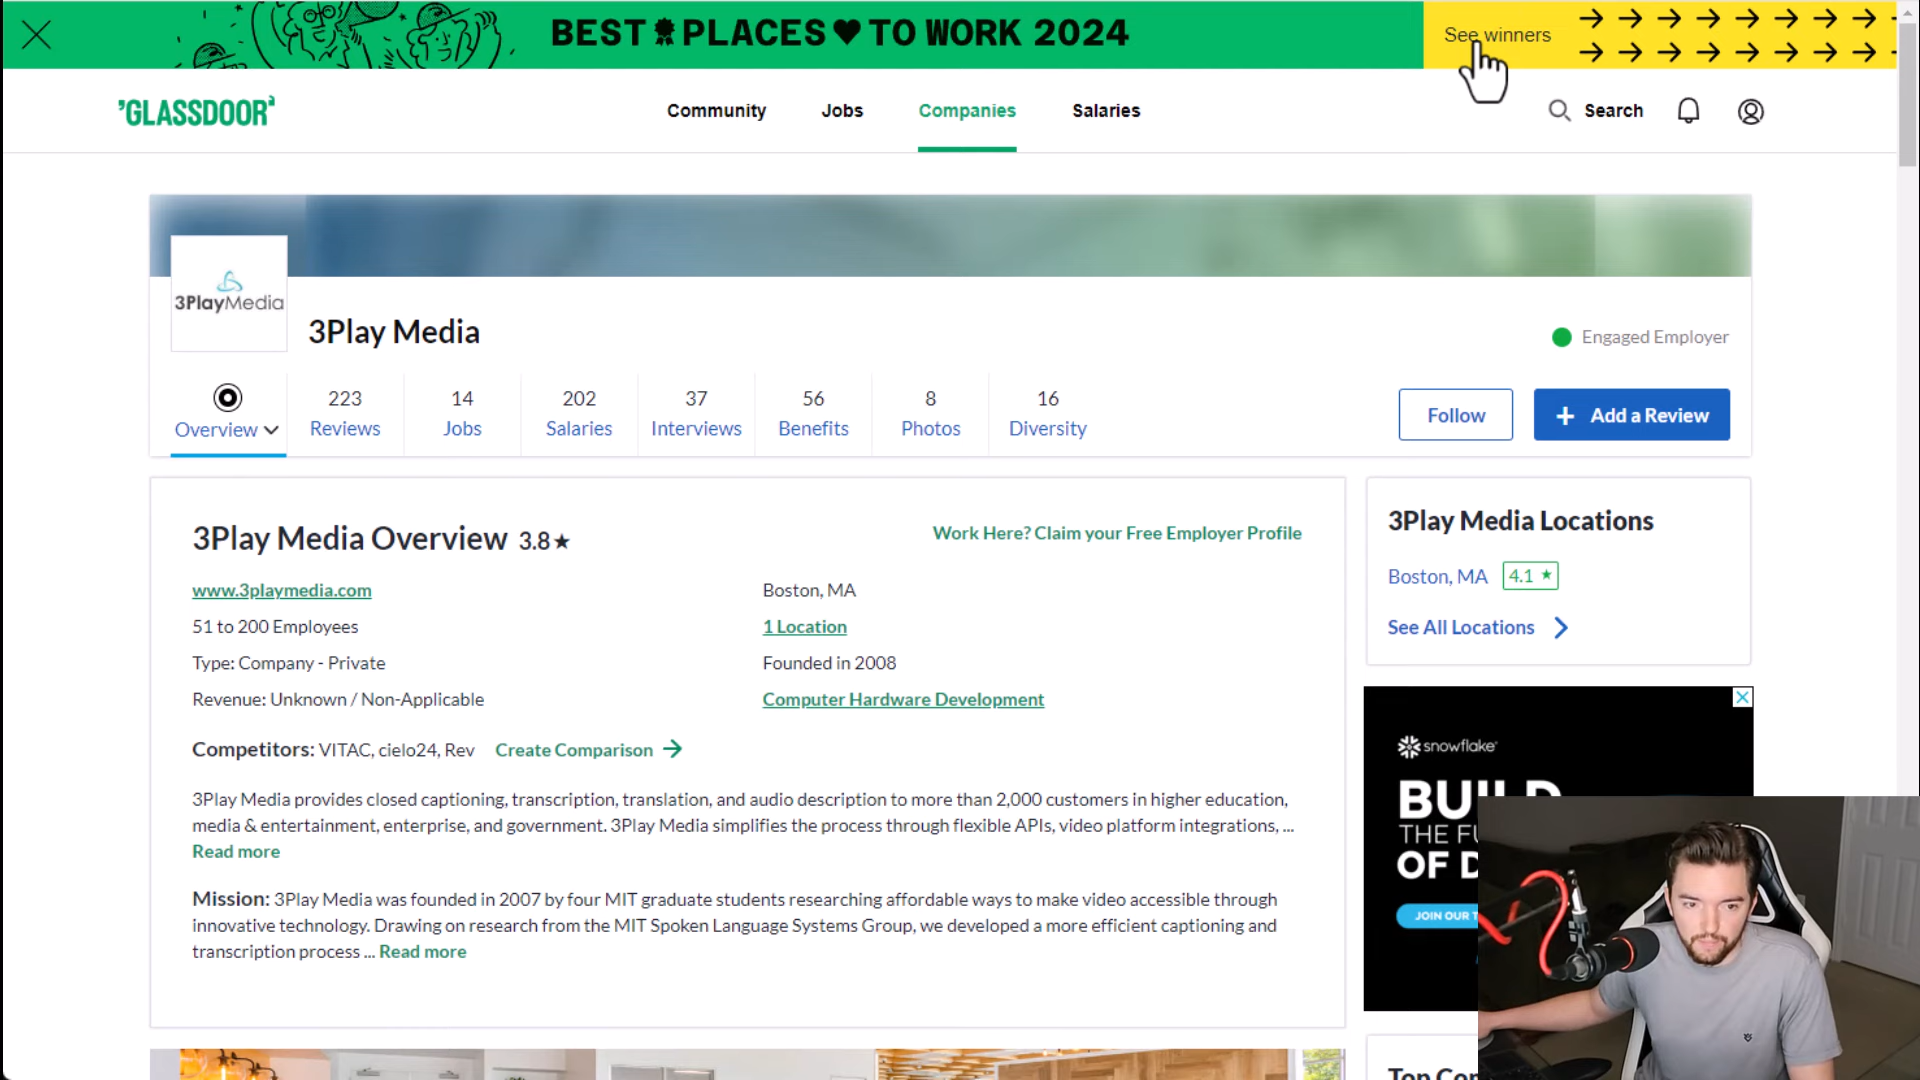 BEST PLACES TO WORK 2024
See winners
GLASSDOOR
Community
Jobs
Companies
Salaries
Search
3PlayMedia
3Play Media
Engaged Employer
Overview
223
Reviews
14
Jobs
202
Salaries
37
Interviews
56
Benefits
8
Photos
16
Diversity
Follow
+ Add a Review
3Play Media Overview 3.8★
Work Here? Claim your Free Employer Profile
www.3playmedia.com
Boston, MA
51 to 200 Employees
1 Location
Type: Company - Private
Founded in 2008
Revenue: Unknown / Non-Applicable
Computer Hardware Development
Competitors: VITAC, cielo24, Rev Create Comparison
3Play Media provides closed captioning, transcription, translation, and audio description to more than 2,000 customers in higher education,
media & entertainment, enterprise, and government. 3Play Media simplifies the process through flexible APIs, video platform integrations, ...
Read more
Mission: 3Play Media was founded in 2007 by four MIT graduate students researching affordable ways to make video accessible through
innovative technology. Drawing on research from the MIT Spoken Language Systems Group, we developed a more efficient captioning and
transcription process ... Read more
3Play Media Locations
Boston, MA 4.1 ★
See All Locations
snowflake
BUILD
THE FU
OF D
JOIN OUR T
Top Com